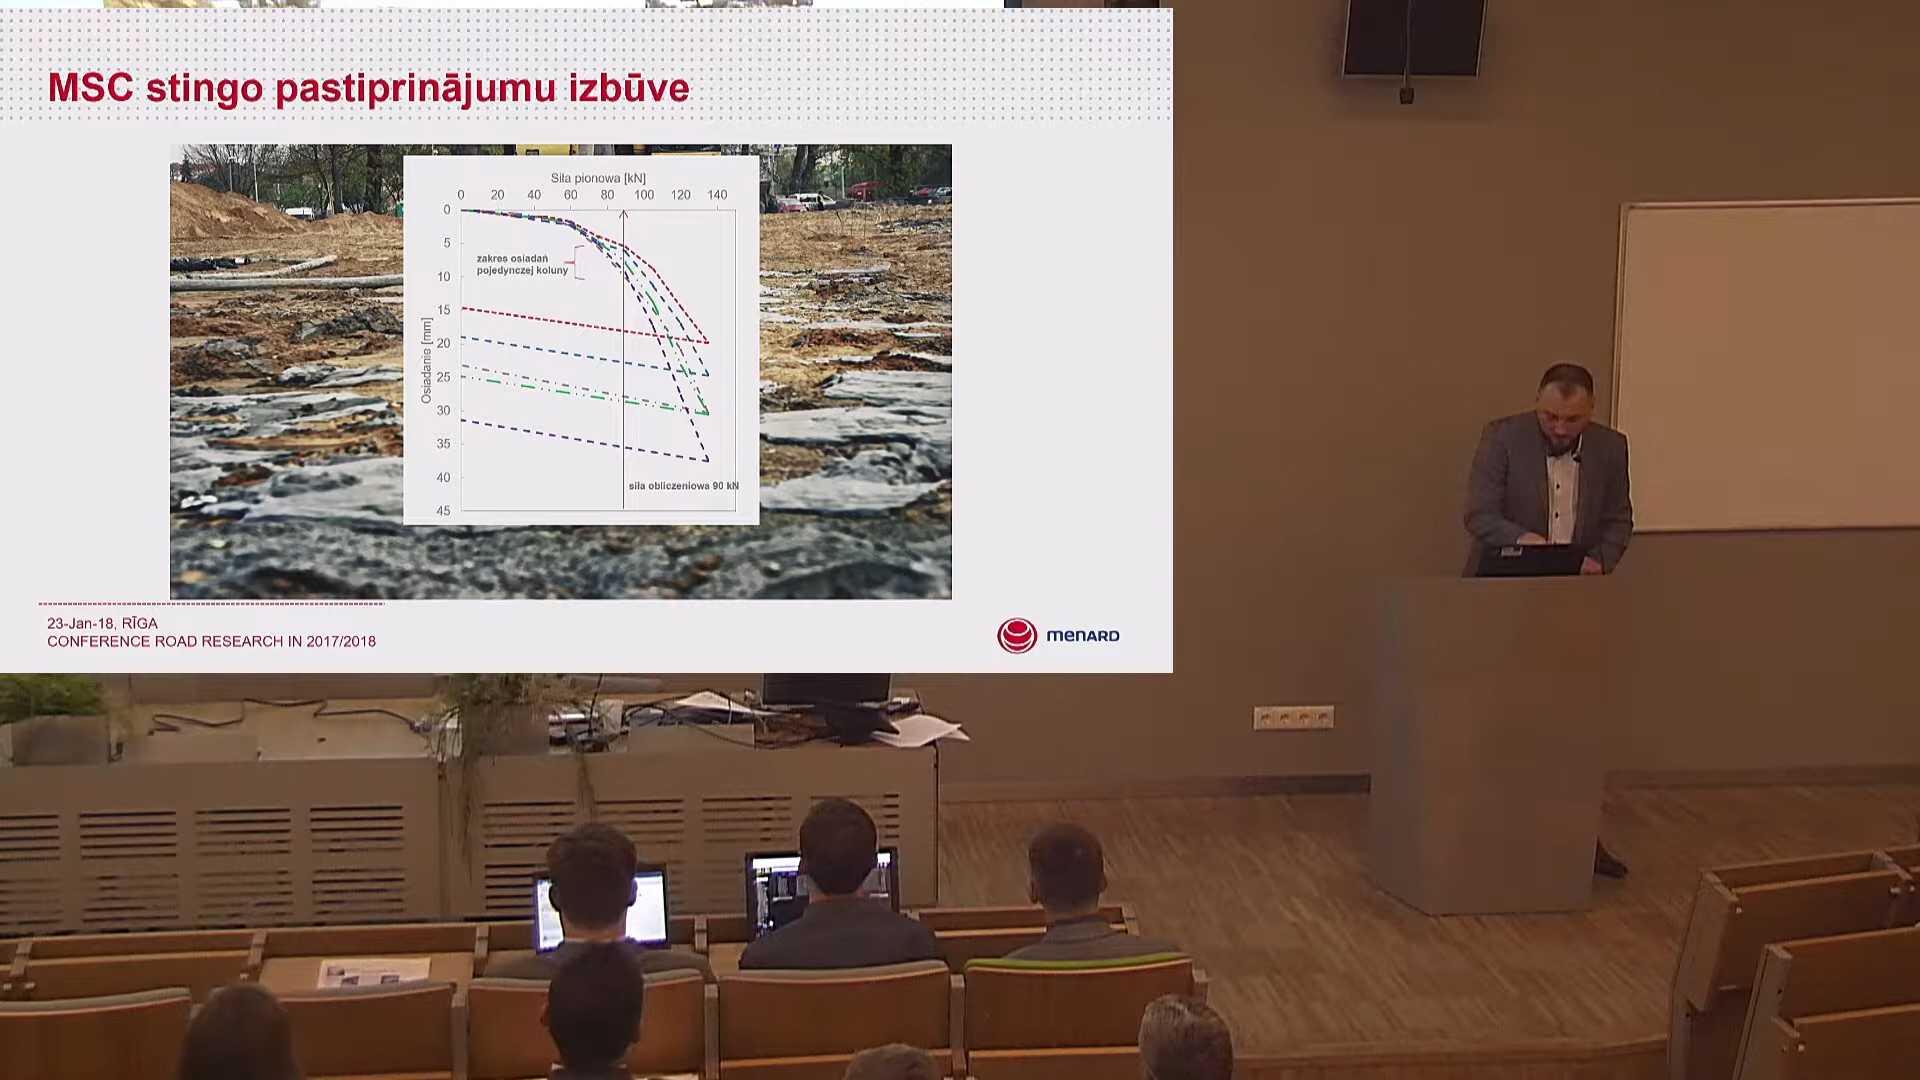 MSC stingo pastiprinājumu izbūve
Siła pionowa [kN]
0 20 40 60 80 100 120 140
0
5
10
15
20
25
30
35
40
45
Osiadanie [mm]
zakres osiadań
pojedynczej koluny
siła obliczeniowa 90 kN
23-Jan-18, RĪGA
CONFERENCE ROAD RESEARCH IN 2017/2018
MENARD